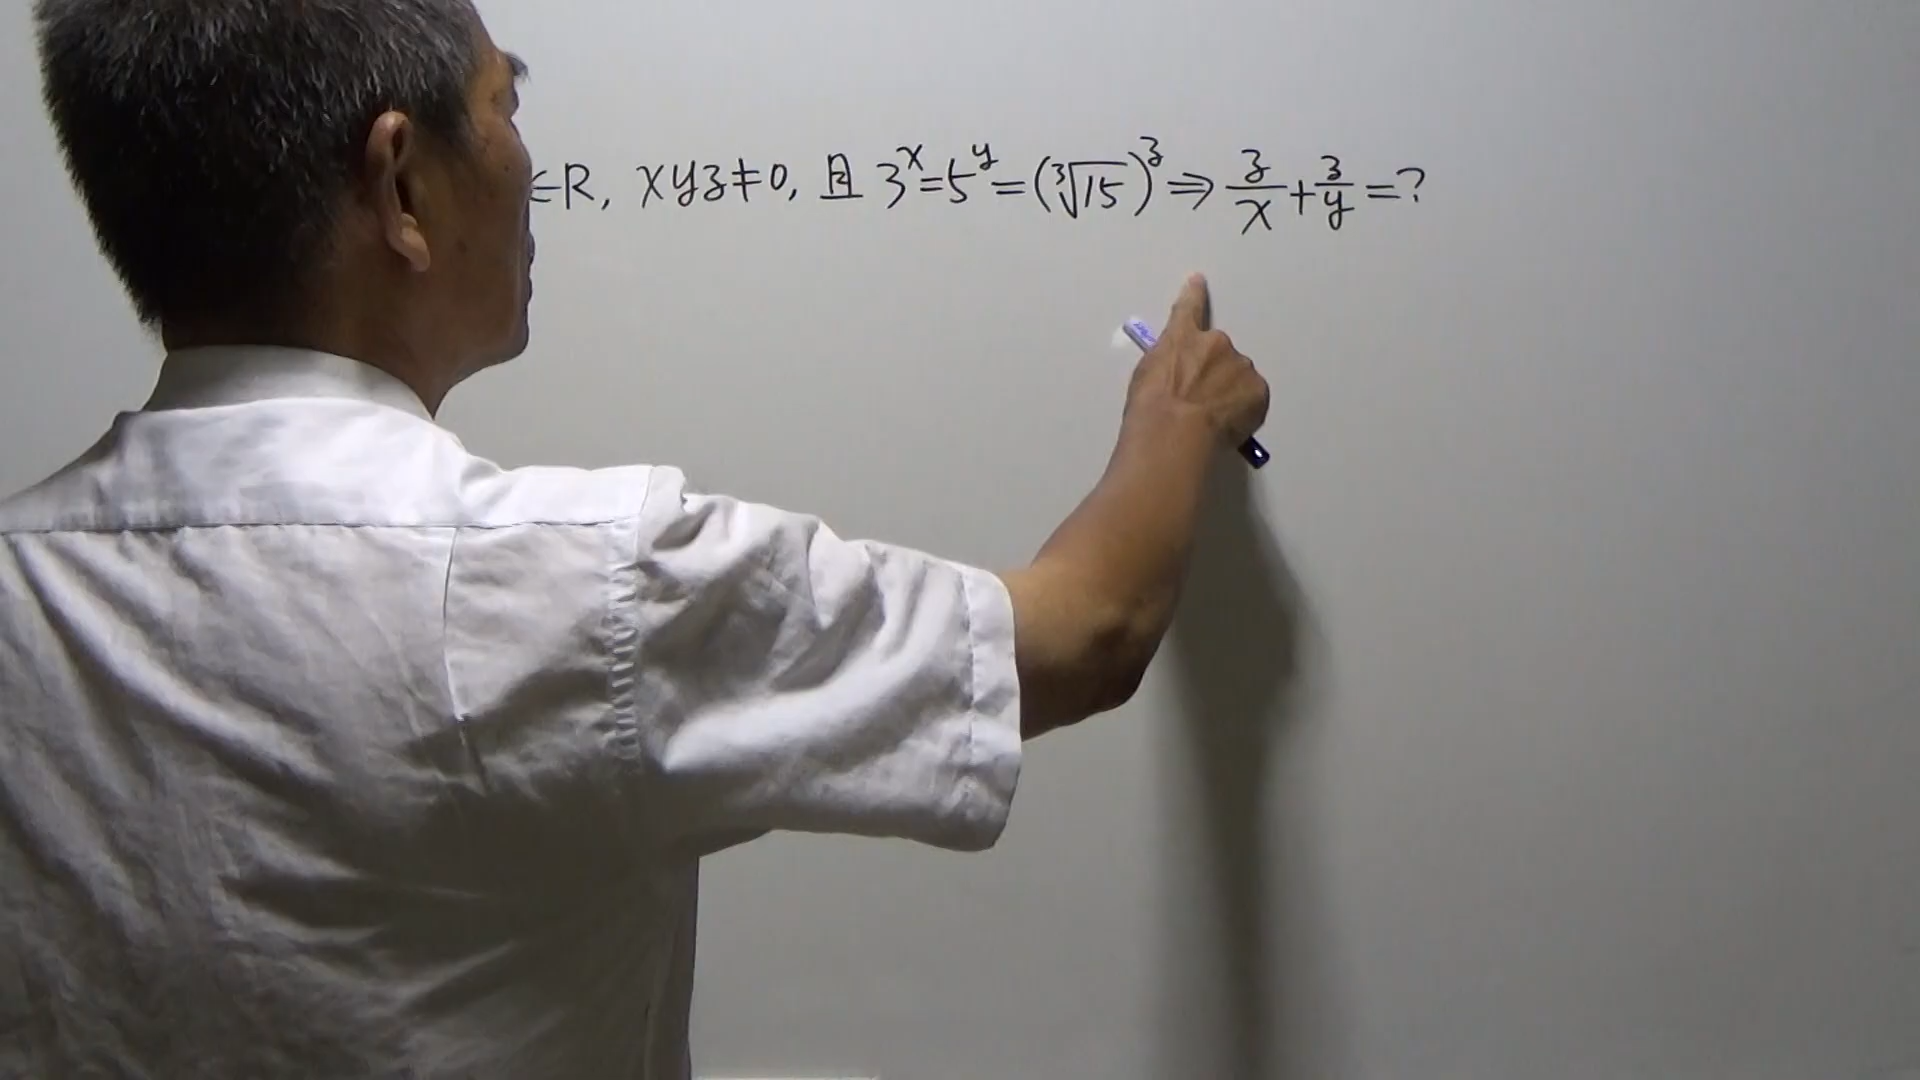 ∈R, xyz≠0, 且 3^x=5^y=(∛15)^z ⇒ z/x+z/y=?